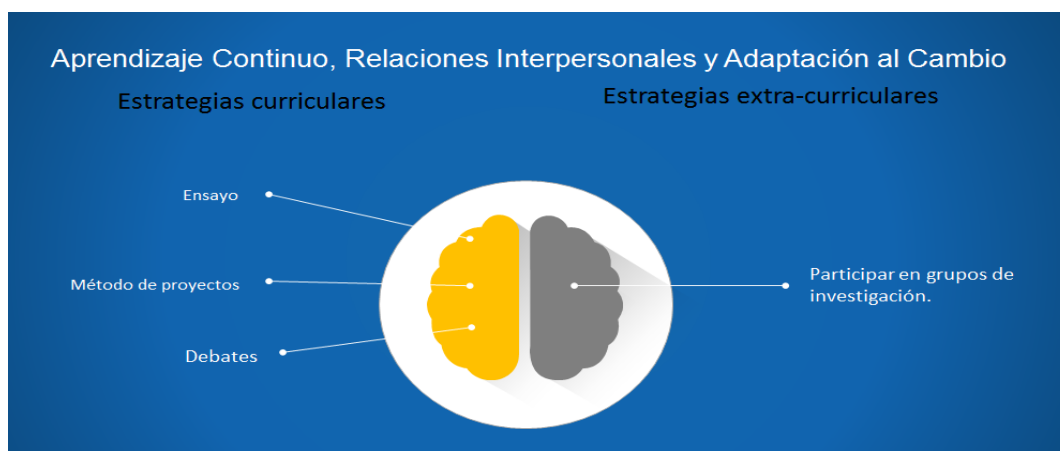 Aprendizaje Continuo, Relaciones Interpersonales y Adaptación al Cambio
Estrategias curriculares
Estrategias extra-curriculares
Ensayo
Método de proyectos
Debates
Participar en grupos de
investigación.